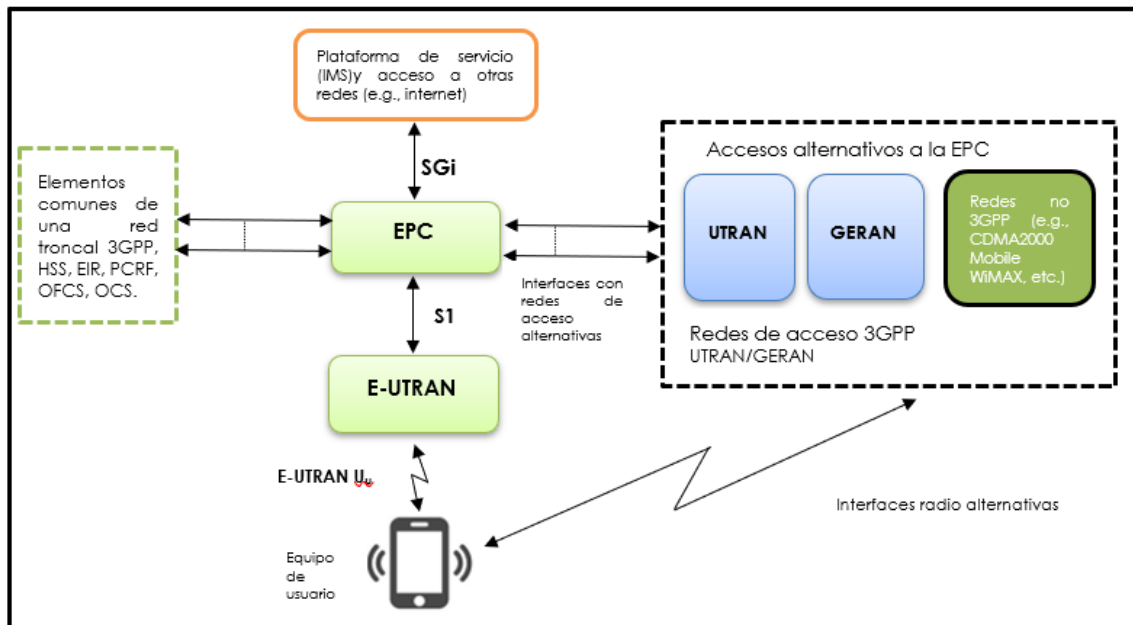 Plataforma de servicio
(IMS)y acceso a otras
redes (e.g., internet)
SGi
Elementos
comunes de
una red
troncal 3GPP,
HSS, EIR, PCRF,
OFCS, OCS.
EPC
S1
E-UTRAN
Interfaces con
redes de
acceso
alternativas
Accesos alternativos a la EPC
UTRAN
GERAN
Redes no
3GPP (e.g.,
CDMA2000
Mobile
WiMAX, etc.)
Redes de acceso 3GPP
UTRAN/GERAN
E-UTRAN Uu
Interfaces radio alternativas
Equipo
de
usuario